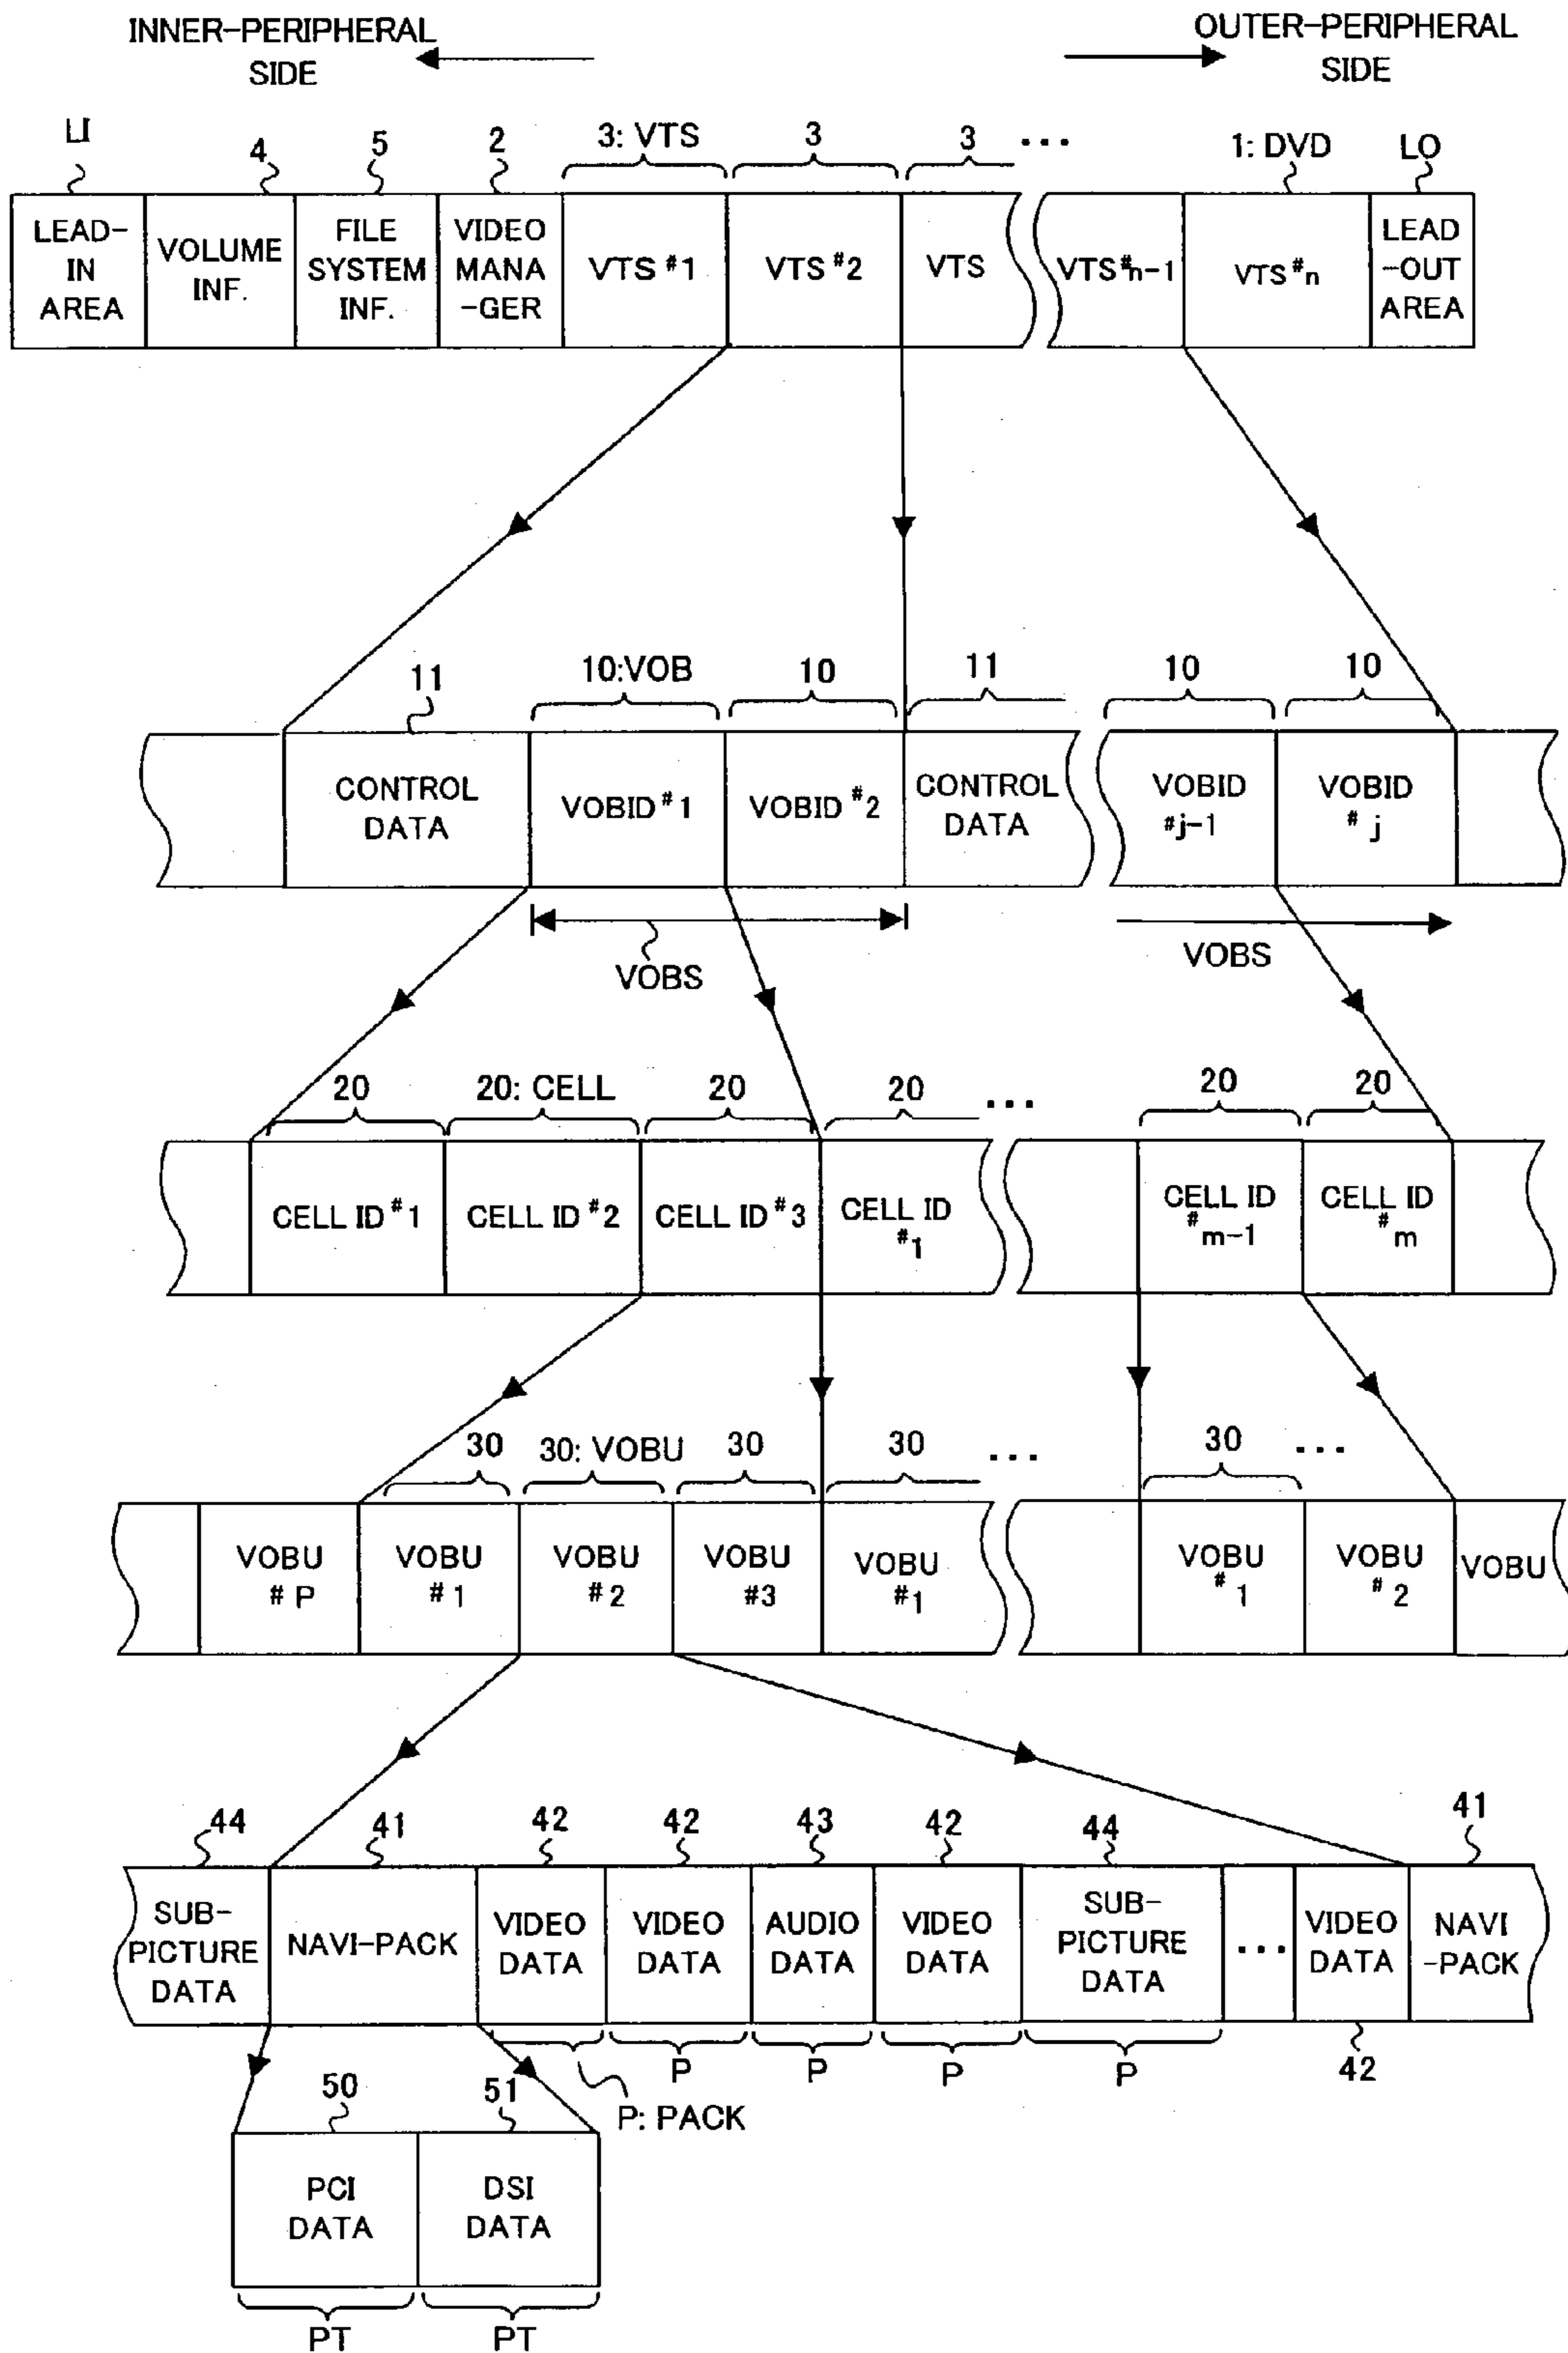 INNER-PERIPHERAL
SIDE
OUTER-PERIPHERAL
SIDE
LI
4
5
2
3: VTS
3
3
...
1: DVD
LO
LEAD-
IN
AREA
VOLUME
INF.
FILE
SYSTEM
INF.
VIDEO
MANA
-GER
VTS #1
VTS #2
VTS
VTS#n-1
VTS #n
LEAD
-OUT
AREA
11
10:VOB
10
11
10
10
CONTROL
DATA
VOBID #1
VOBID #2
CONTROL
DATA
VOBID
#j-1
VOBID
# j
VOBS
VOBS
20
20: CELL
20
20
...
20
20
CELL ID #1
CELL ID #2
CELL ID #3
CELL ID
#1
CELL ID
#m-1
CELL ID
#m
30
30: VOBU
30
30
...
30
...
VOBU
# P
VOBU
# 1
VOBU
#2
VOBU
#3
VOBU
#1
VOBU
# 1
VOBU
# 2
VOBU
44
41
42
42
43
42
44
41
SUB-
PICTURE
DATA
NAVI-PACK
VIDEO
DATA
VIDEO
DATA
AUDIO
DATA
VIDEO
DATA
SUB-
PICTURE
DATA
...
VIDEO
DATA
NAVI
-PACK
P
P
P
P
42
P: PACK
50
51
PCI
DATA
DSI
DATA
PT
PT